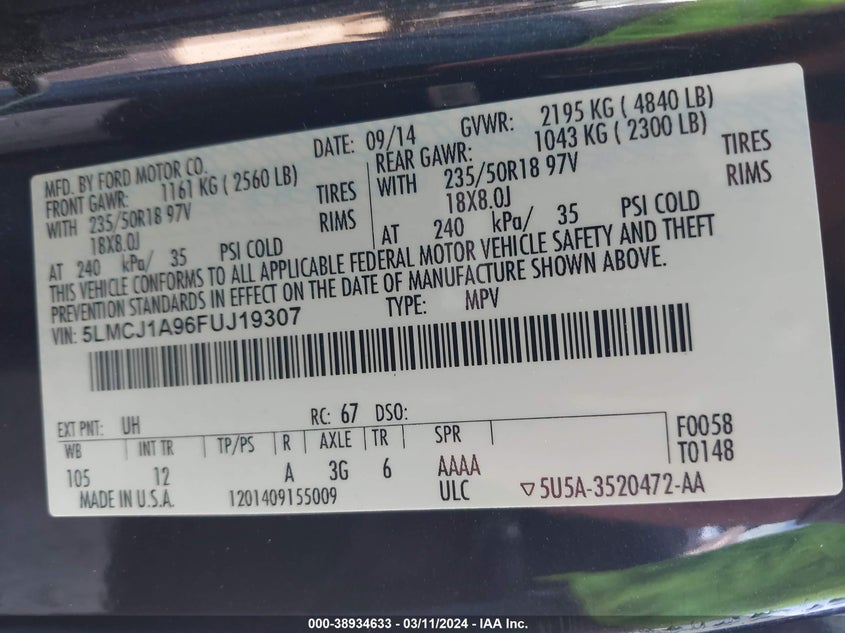 MFD. BY FORD MOTOR CO. DATE: 09/14 GVWR: 2195 KG ( 4840 LB)
FRONT GAWR: 1161 KG ( 2560 LB) REAR GAWR: 1043 KG ( 2300 LB)
WITH 235/50R18 97V TIRES WITH 235/50R18 97V TIRES
18X8.0J RIMS 18X8.0J RIMS
AT 240 kPa/ 35 PSI COLD AT 240 kPa/ 35 PSI COLD
THIS VEHICLE CONFORMS TO ALL APPLICABLE FEDERAL MOTOR VEHICLE SAFETY AND THEFT
PREVENTION STANDARDS IN EFFECT ON THE DATE OF MANUFACTURE SHOWN ABOVE.
VIN: 5LMCJ1A96FUJ19307 TYPE: MPV
EXT PNT: UH RC: 67 DSO: F0058
WB INT TR TP/PS R AXLE TR SPR T0148
105 12 A 3G 6 AAAA
MADE IN U.S.A. 1201409155009 ULC ▽5U5A-3520472-AA
000-38934633 - 03/11/2024 - IAA Inc.